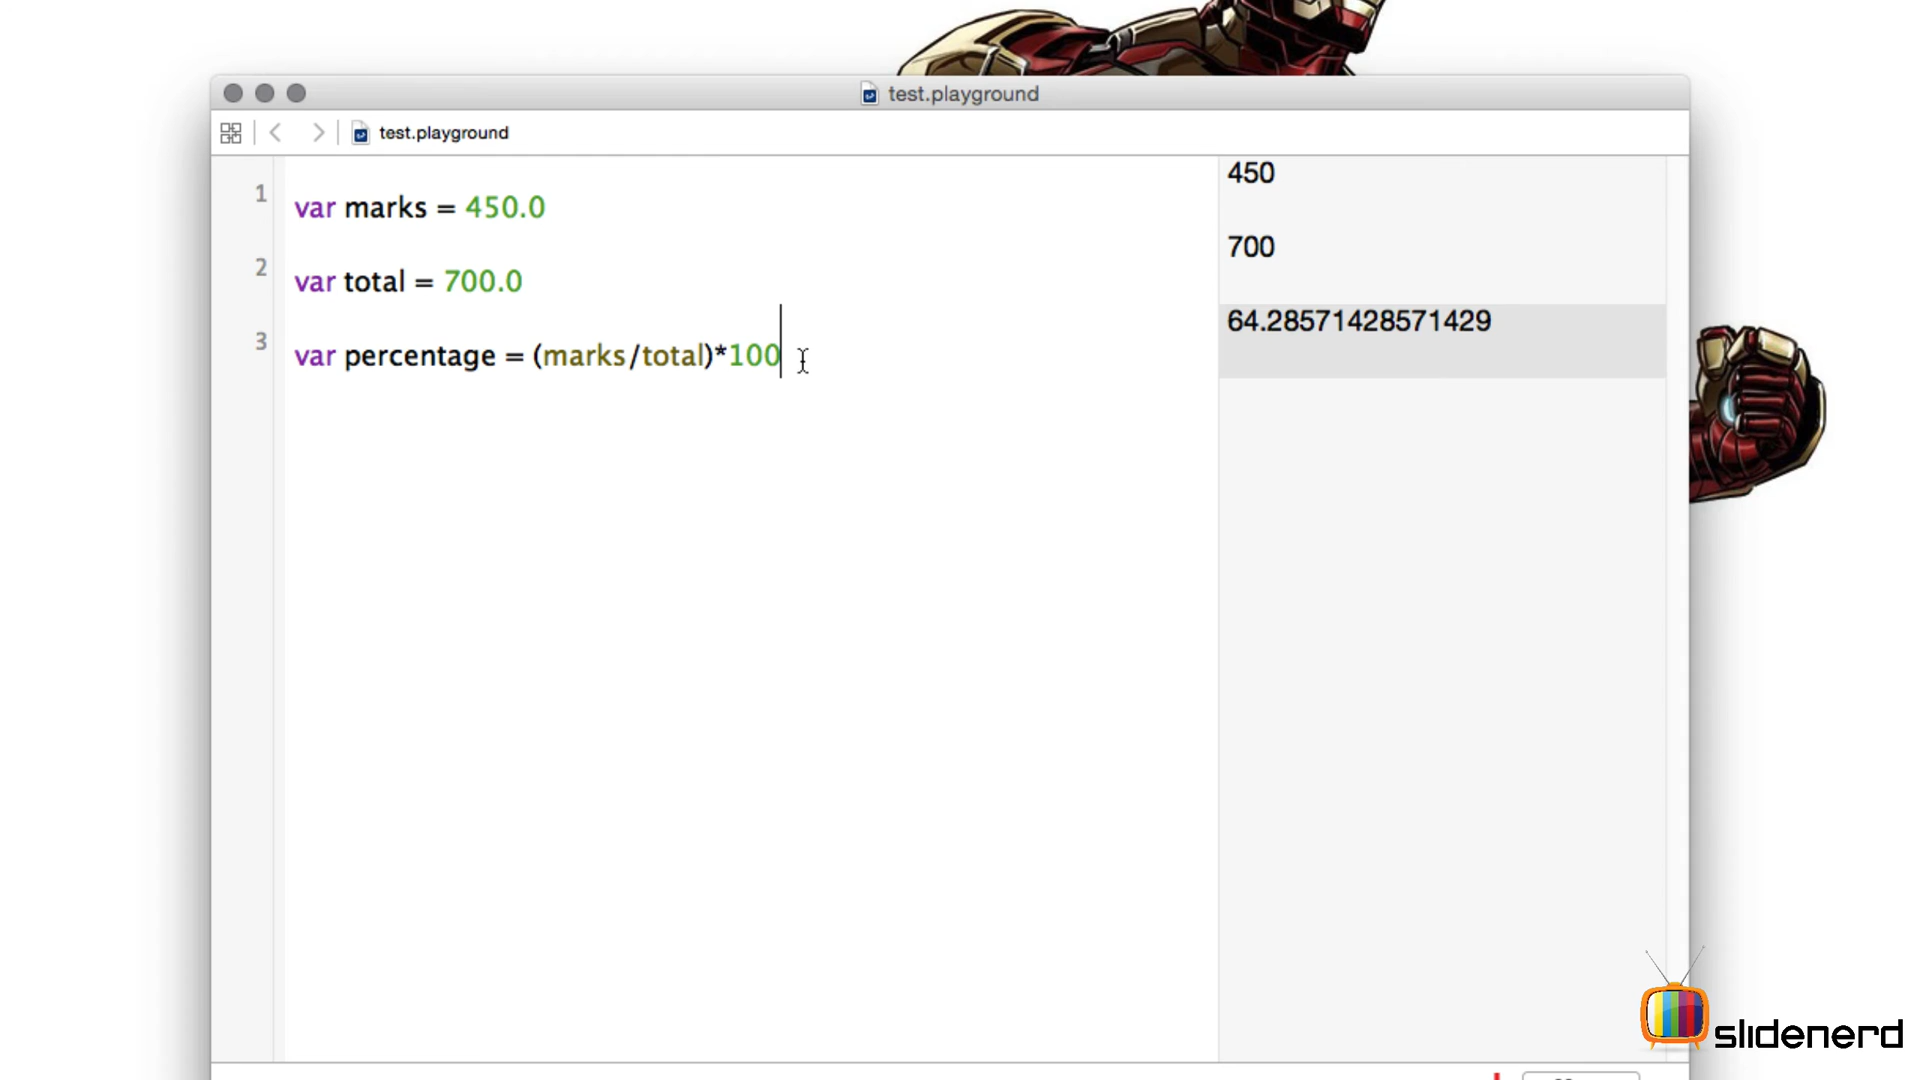 test.playground
test.playground
1 var marks = 450.0
450
2 var total = 700.0
700
3 var percentage = (marks/total)*100
64.28571428571429
slidenerd